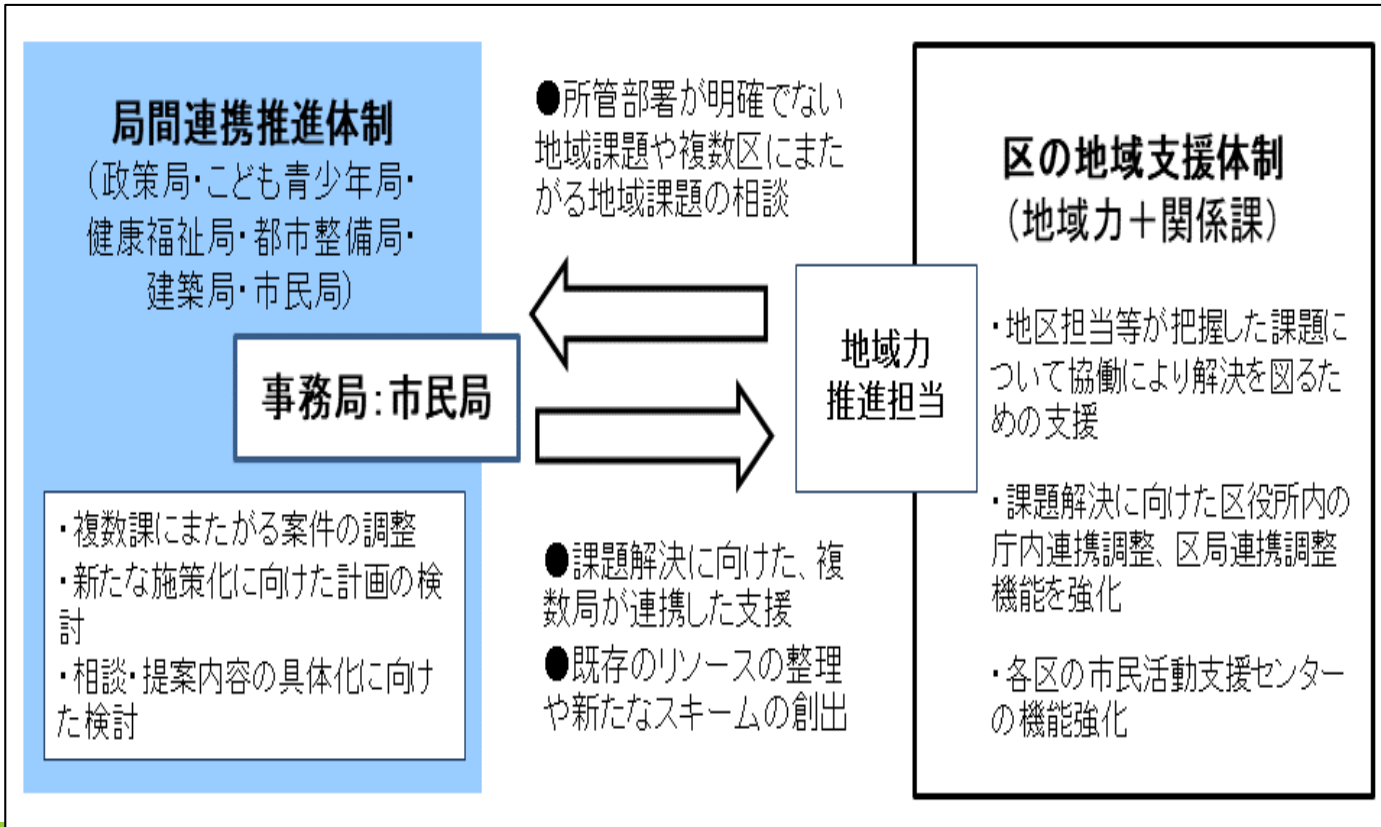 局間連携推進体制
(政策局・こども青少年局・
健康福祉局・都市整備局・
建築局・市民局)
事務局:市民局
・複数課にまたがる案件の調整
・新たな施策化に向けた計画の検
討
・相談・提案内容の具体化に向け
た検討
●所管部署が明確でない
地域課題や複数区にまた
がる地域課題の相談
●課題解決に向けた、複
数局が連携した支援
●既存のリソースの整理
や新たなスキームの創出
地域力
推進担当
区の地域支援体制
(地域力+関係課)
・地区担当等が把握した課題に
ついて協働により解決を図るた
めの支援
・課題解決に向けた区役所内の
庁内連携調整、区局連携調整
機能を強化
・各区の市民活動支援センター
の機能強化